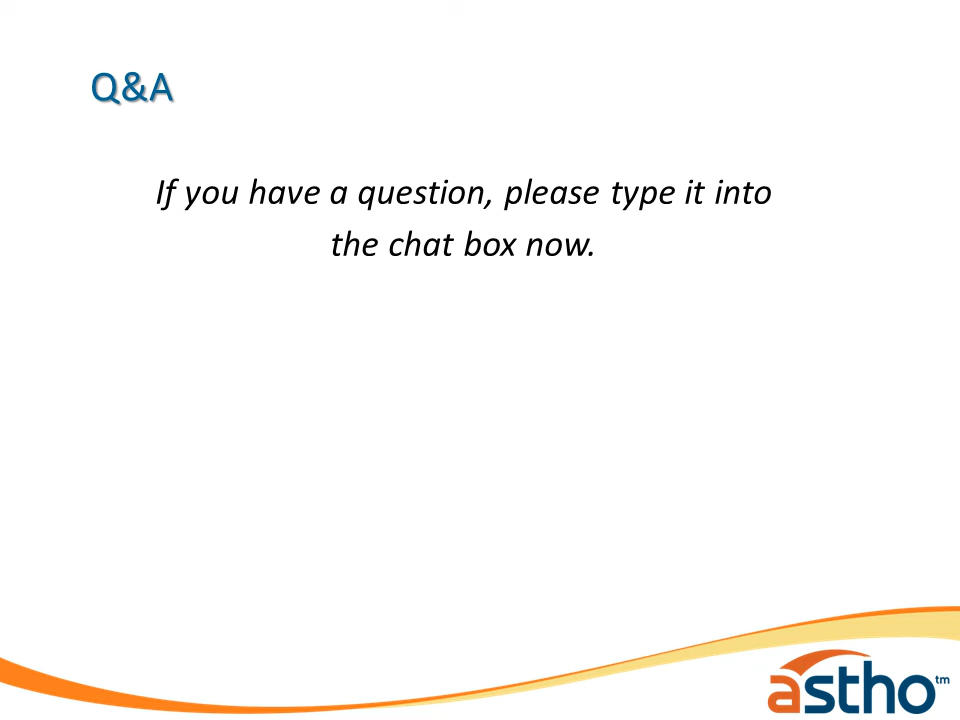 Q&A
If you have a question, please type it into
the chat box now.
astho™